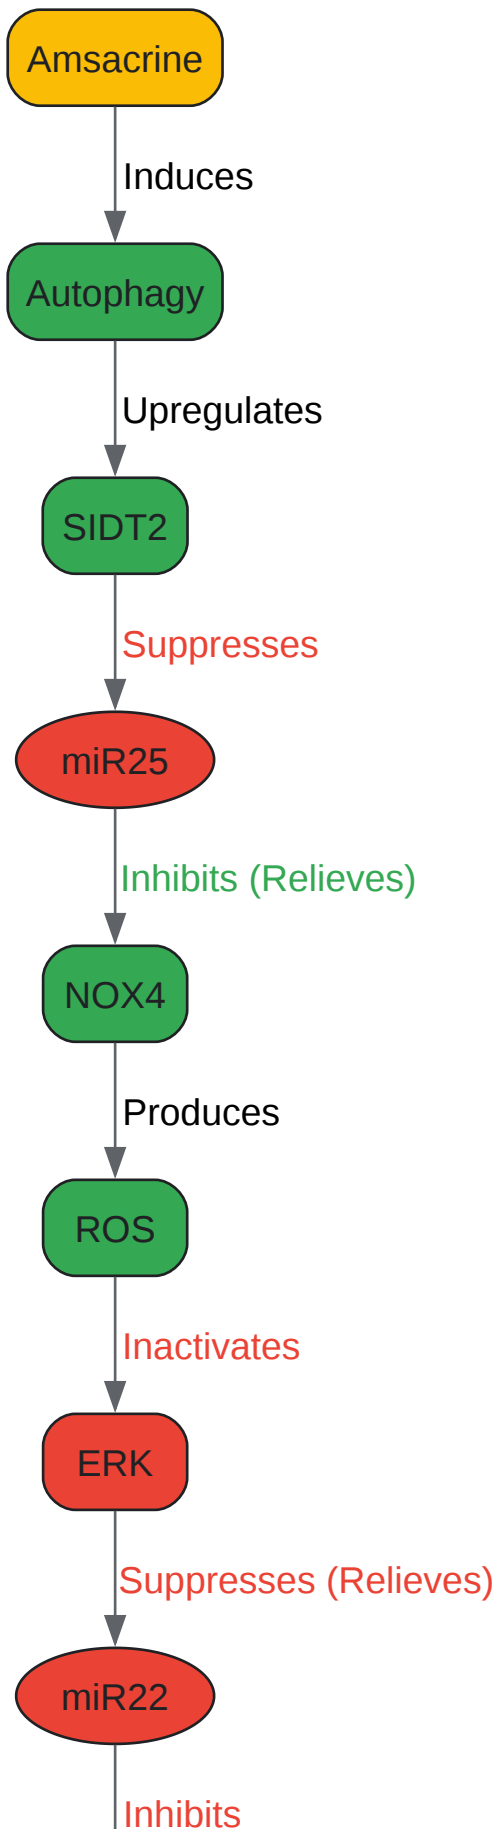 Amsacrine
Induces
Autophagy
Upregulates
SIDT2
Suppresses
miR25
Inhibits (Relieves)
NOX4
Produces
ROS
Inactivates
ERK
Suppresses (Relieves)
miR22
Inhibits